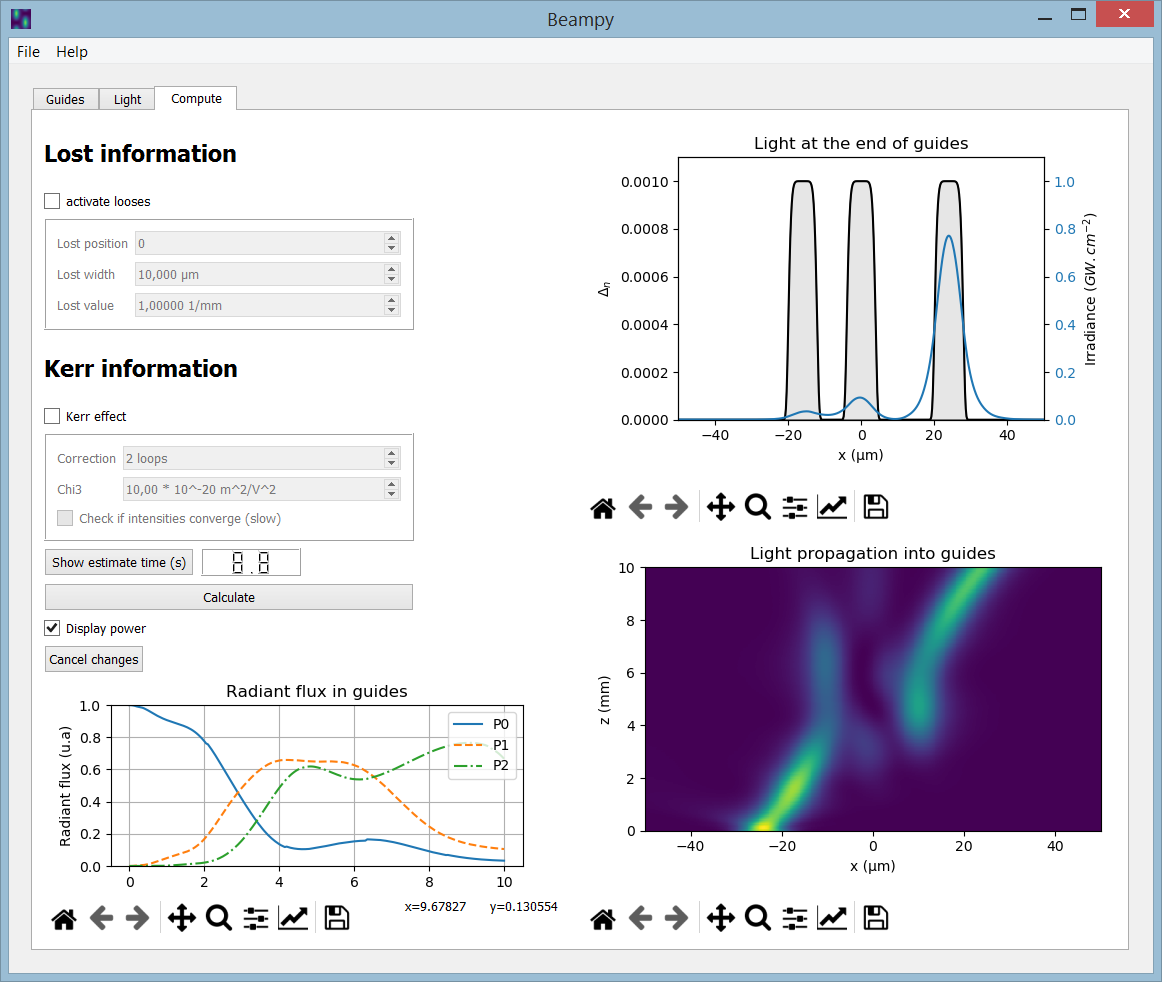 Beampy
File Help
Guides Light Compute
Lost information
activate looses
Lost position 0
Lost width 10,000 µm
Lost value 1,00000 1/mm
Kerr information
Kerr effect
Correction 2 loops
Chi3 10,00 * 10^-20 m^2/V^2
Check if intensities converge (slow)
Show estimate time (s) 0.0
Calculate
Display power
Cancel changes
Radiant flux in guides
Radiant flux (u.a)
1.0
0.8
0.6
0.4
0.2
0.0
0 2 4 6 8 10
P0
P1
P2
x=9.67827 y=0.130554
Light at the end of guides
Δn
0.0010
0.0008
0.0006
0.0004
0.0002
0.0000
1.0
0.8
0.6
0.4
0.2
0.0
Irradiance (GW.cm⁻²)
−40 −20 0 20 40
x (µm)
Light propagation into guides
z (mm)
10
8
6
4
2
0
−40 −20 0 20 40
x (µm)